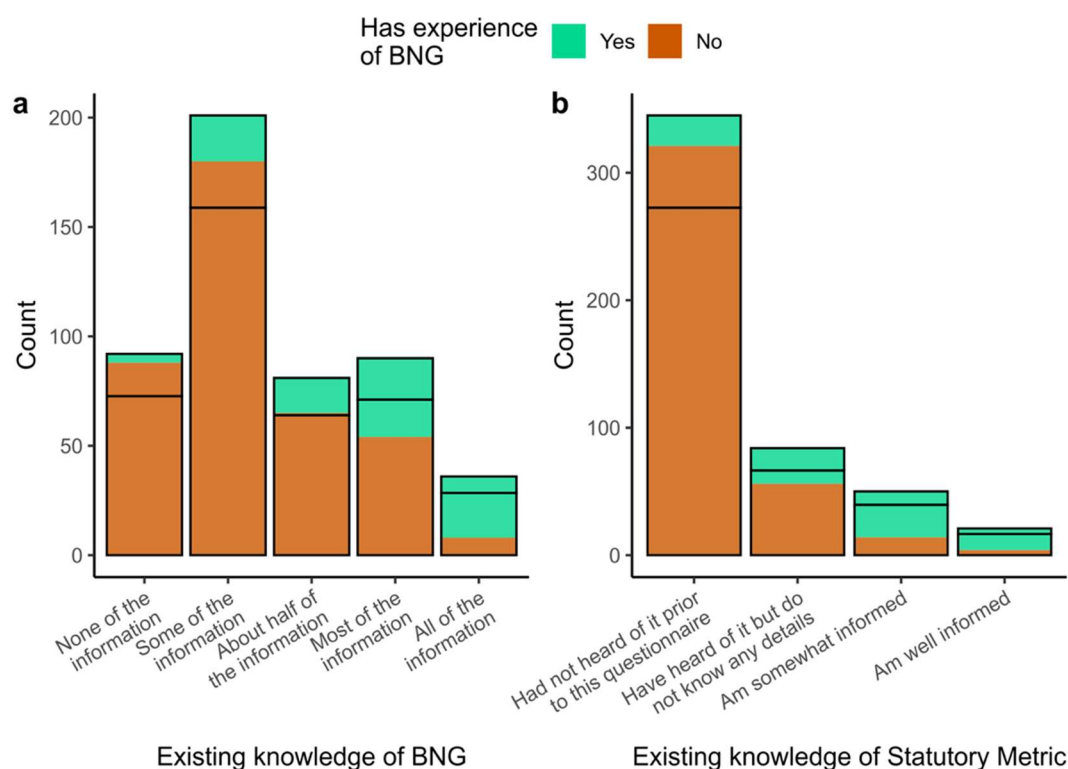 Has experience
of BNG
Yes
No
a
Count
200
150
100
50
0
None of the
information
Some of the
information
About half of
the information
Most of the
information
All of the
information
Existing knowledge of BNG
b
Count
300
200
100
0
Had not heard of it prior
to this questionnaire
Have heard of it but do
not know any details
Am somewhat informed
Am well informed
Existing knowledge of Statutory Metric